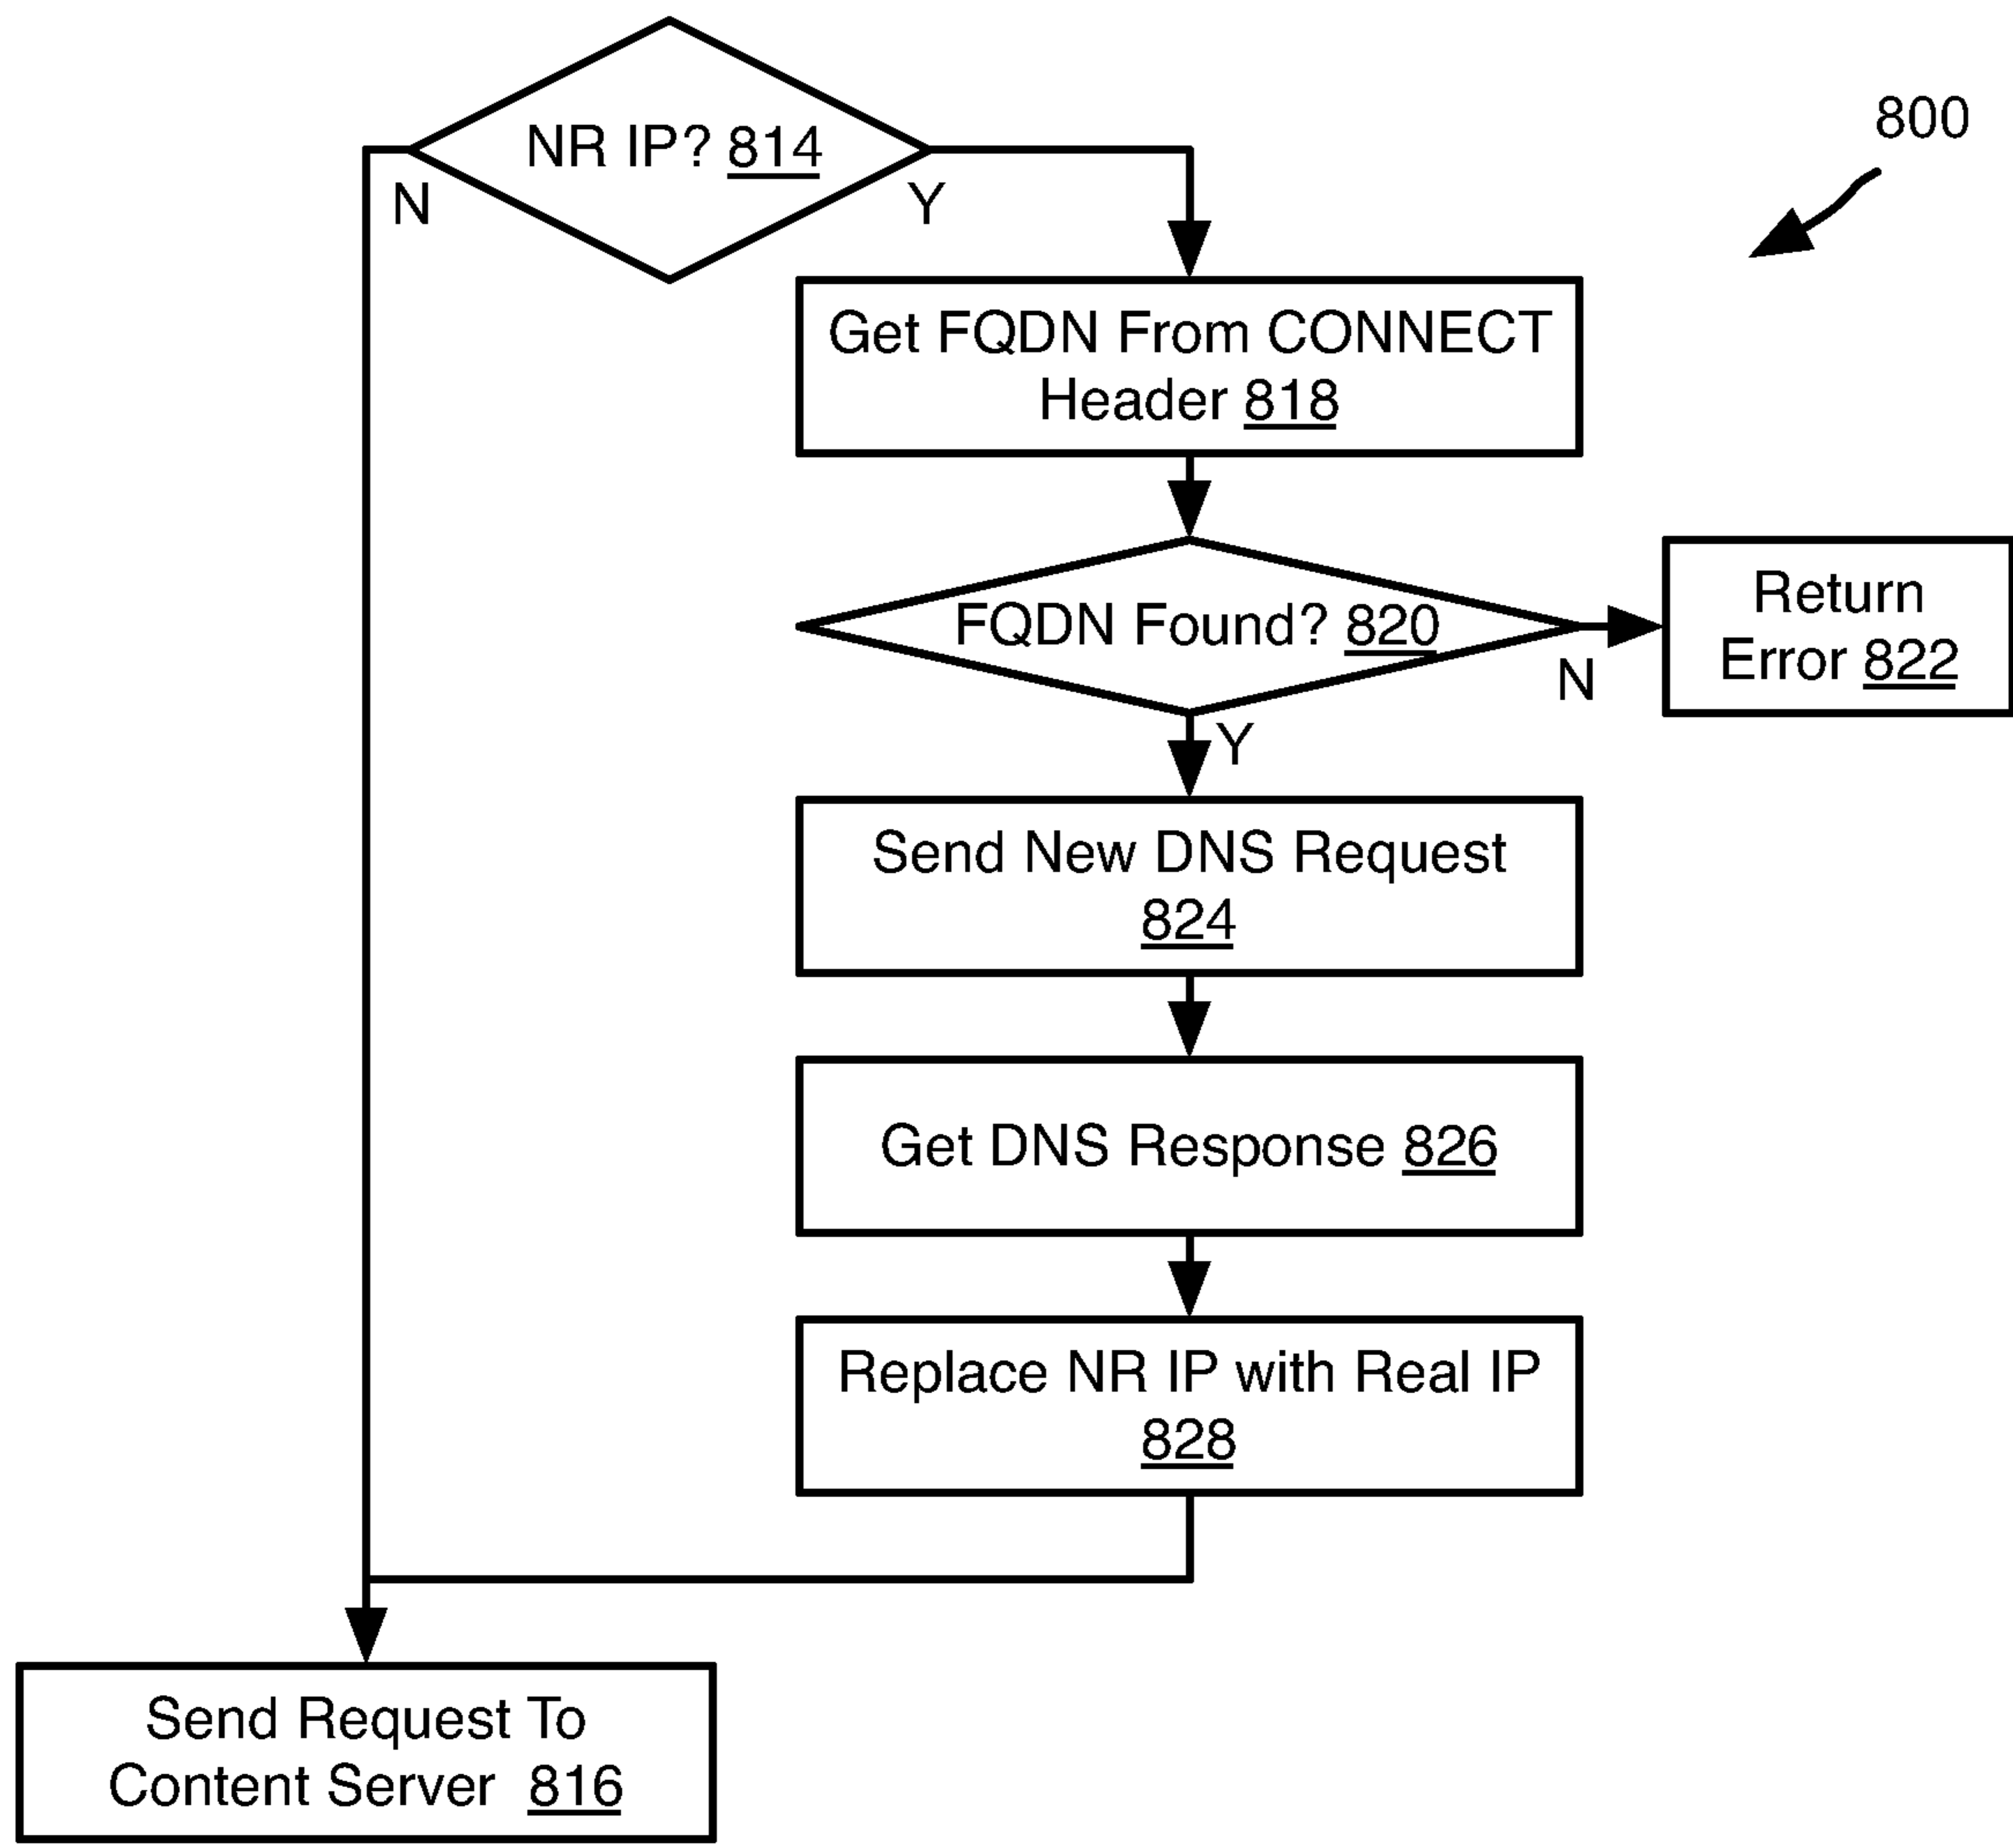 800
NR IP? 814
N
Y
Get FQDN From CONNECT
Header 818
FQDN Found? 820
N
Y
Return
Error 822
Send New DNS Request
824
Get DNS Response 826
Replace NR IP with Real IP
828
Send Request To
Content Server 816